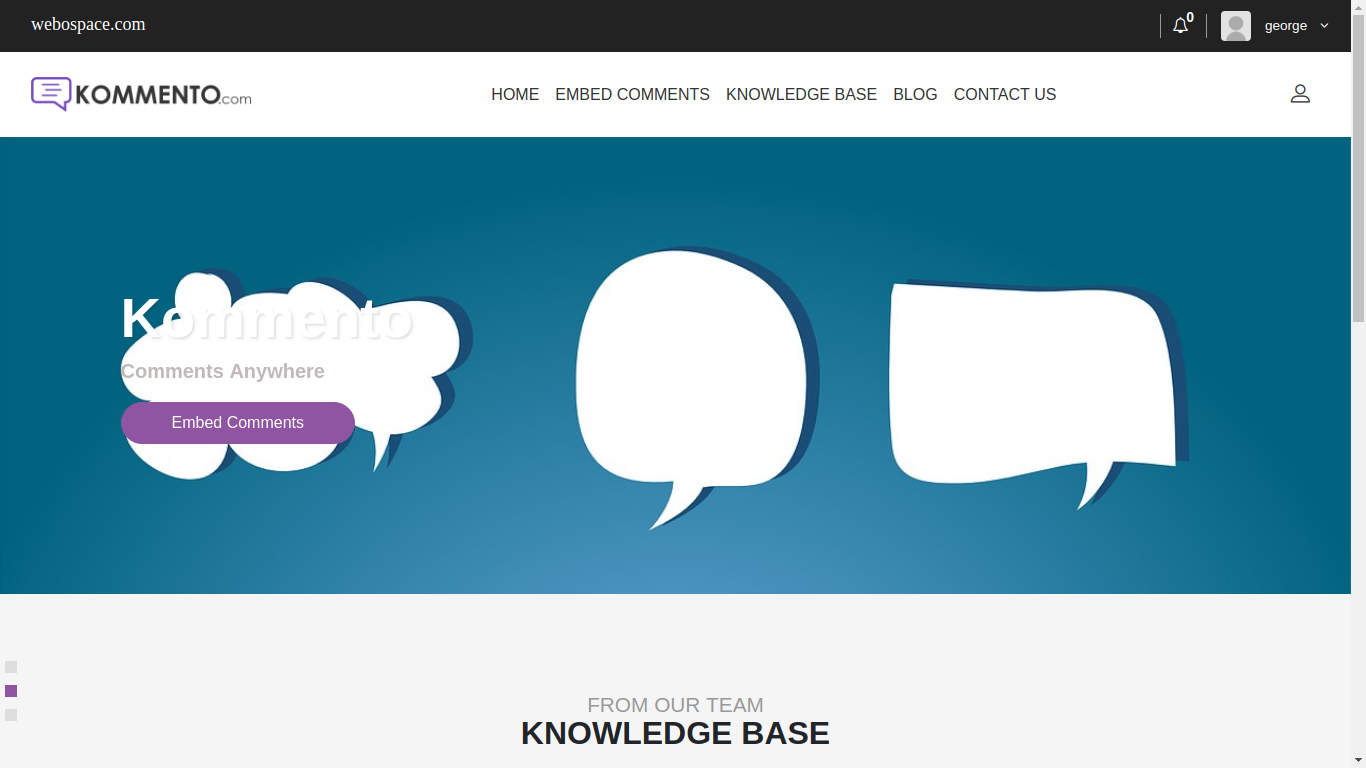 webospace.com
0
george
KOMMENTO.com
HOME
EMBED COMMENTS
KNOWLEDGE BASE
BLOG
CONTACT US
Kommento
Comments Anywhere
Embed Comments
FROM OUR TEAM
KNOWLEDGE BASE